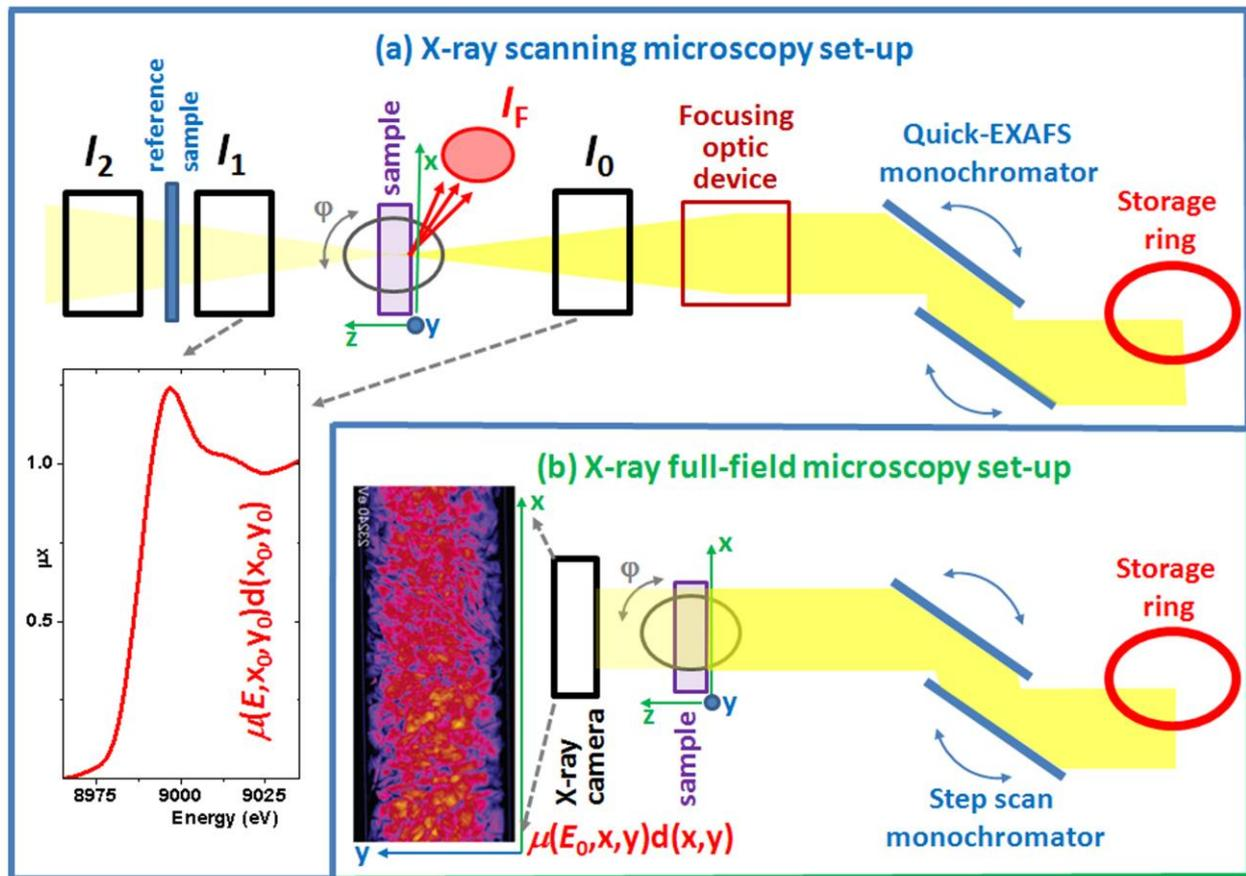 (a) X-ray scanning microscopy set-up
I2
reference
sample
I1
sample
x
IF
I0
Focusing
optic
device
Quick-EXAFS
monochromator
Storage
ring
φ
z
y
1.0
0.5
μx
8975
9000
9025
Energy (eV)
μ(E,x0,y0)d(x0,y0)
(b) X-ray full-field microscopy set-up
23240 eV
x
y
X-ray
camera
φ
x
z
y
sample
Storage
ring
Step scan
monochromator
μ(E0,x,y)d(x,y)